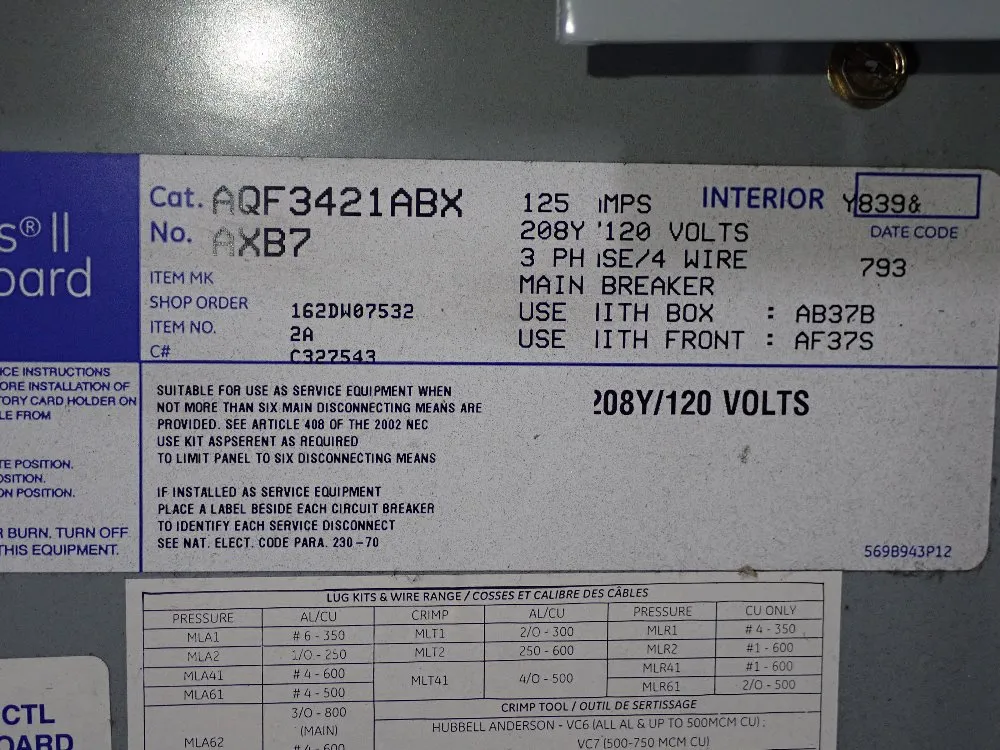 s® II
oard
Cat. AQF3421ABX
No. AXB7
ITEM MK
SHOP ORDER 162DW07532
ITEM NO. 2A
C# C327543
125 MPS
208Y '120 VOLTS
3 PH SE/4 WIRE
MAIN BREAKER
USE ITH BOX : AB37B
USE ITH FRONT : AF37S
INTERIOR Y839&
DATE CODE
793
ICE INSTRUCTIONS
ORE INSTALLATION OF
TORY CARD HOLDER ON
LE FROM
TE POSITION.
OSITION.
ON POSITION.
R BURN. TURN OFF
THIS EQUIPMENT.
SUITABLE FOR USE AS SERVICE EQUIPMENT WHEN
NOT MORE THAN SIX MAIN DISCONNECTING MEANS ARE
PROVIDED. SEE ARTICLE 408 OF THE 2002 NEC
USE KIT ASPSERENT AS REQUIRED
TO LIMIT PANEL TO SIX DISCONNECTING MEANS
IF INSTALLED AS SERVICE EQUIPMENT
PLACE A LABEL BESIDE EACH CIRCUIT BREAKER
TO IDENTIFY EACH SERVICE DISCONNECT
SEE NAT. ELECT. CODE PARA. 230-70
208Y/120 VOLTS
569B943P12
LUG KITS & WIRE RANGE / COSSES ET CALIBRE DES CÂBLES
PRESSURE AL/CU CRIMP AL/CU PRESSURE CU ONLY
MLA1 # 6 - 350 MLT1 2/0 - 300 MLR1 # 4 - 350
MLA2 1/0 - 250 MLT2 250 - 600 MLR2 #1 - 600
MLA41 # 4 - 600 MLT41 4/0 - 500 MLR41 #1 - 600
MLA61 # 4 - 500 MLR61 2/0 - 500
MLA62 3/0 - 800
(MAIN)
# 4 - 600
CRIMP TOOL / OUTIL DE SERTISSAGE
HUBBELL ANDERSON - VC6 (ALL AL & UP TO 500MCM CU) ;
VC7 (500-750 MCM CU)
CTL
OARD